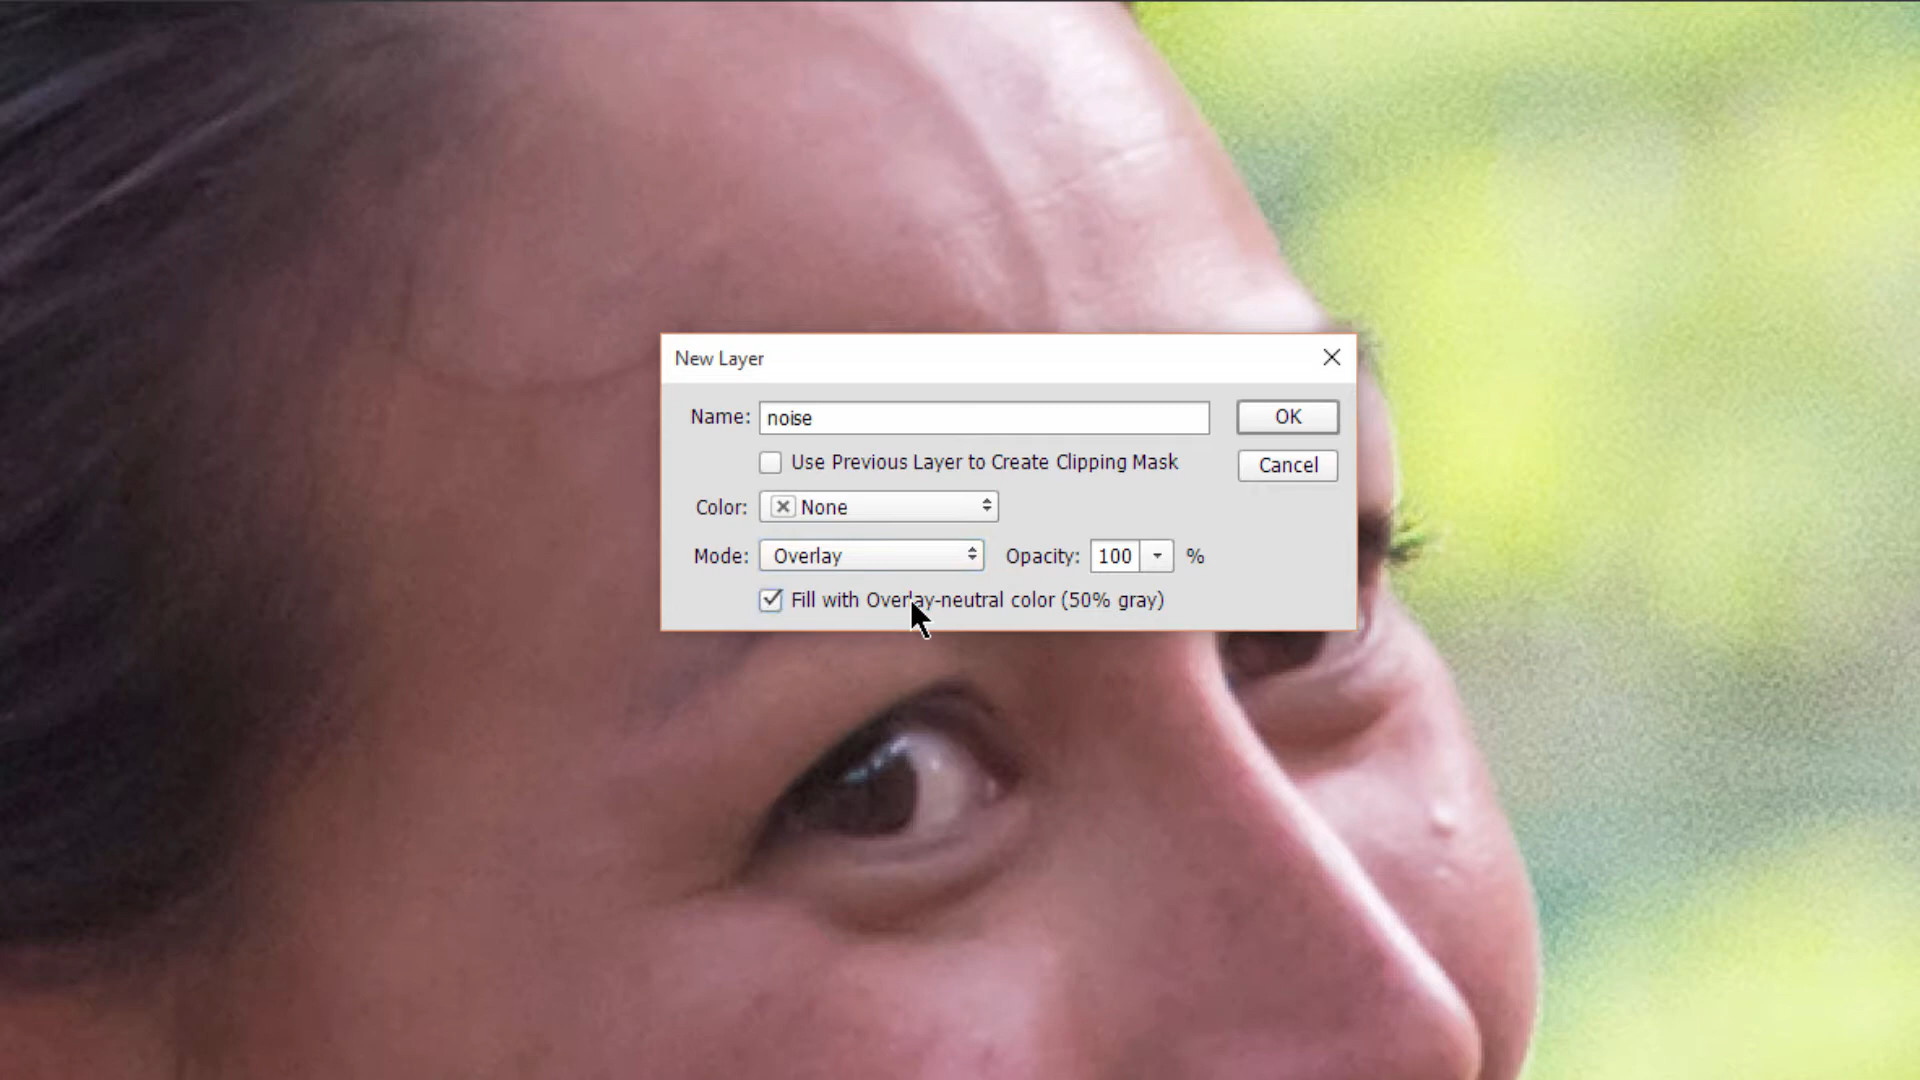 New Layer
Name: noise OK
Use Previous Layer to Create Clipping Mask Cancel
Color: None
Mode: Overlay Opacity: 100 %
Fill with Overlay-neutral color (50% gray)